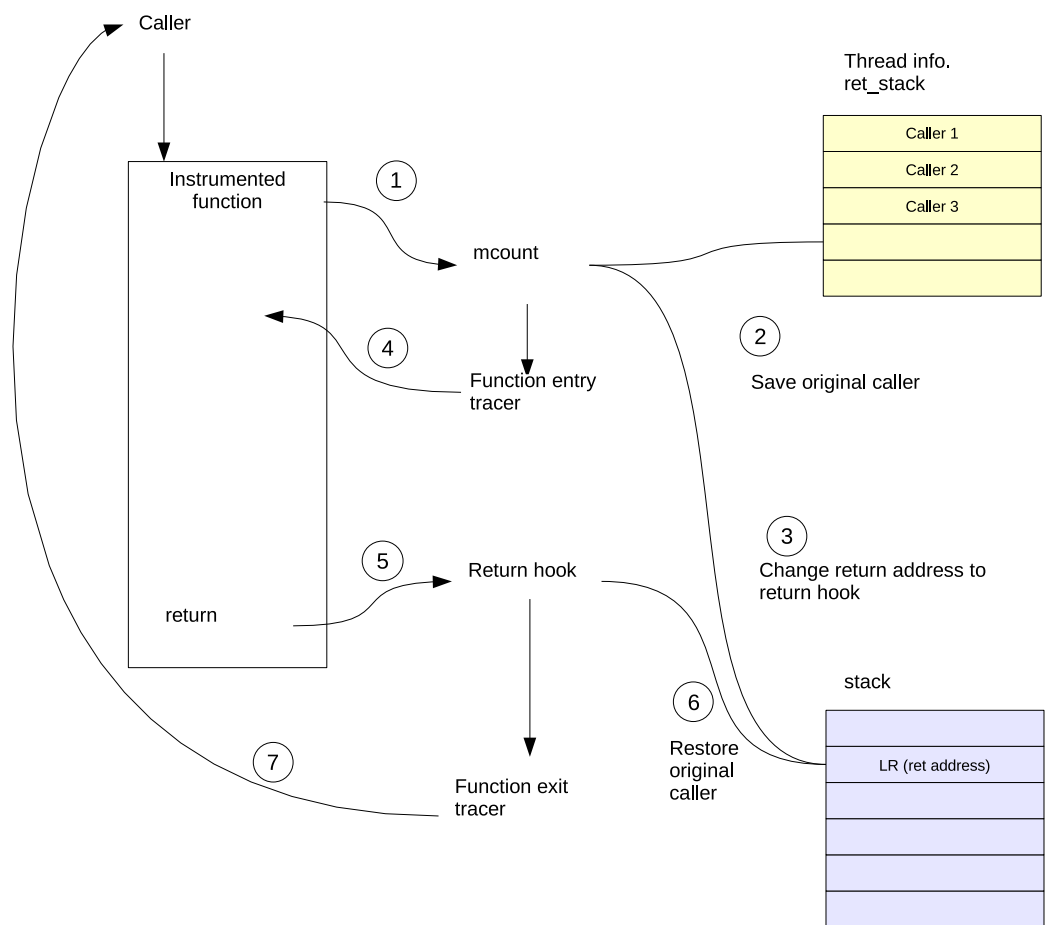 Caller
Thread info.
ret_stack
Caller 1
Caller 2
Caller 3
Instrumented
function
1
mcount
2
Save original caller
4
Function entry
tracer
3
Change return address to
return hook
5
Return hook
return
stack
6
Restore
original
caller
LR (ret address)
7
Function exit
tracer